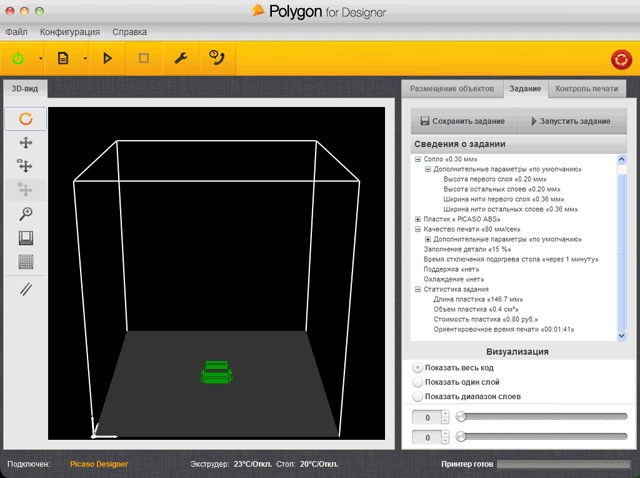 Polygon for Designer
Файл Конфигурация Справка
3D-вид
Размещение объектов Задание Контроль печати
Сохранить задание Запустить задание
Сведения о задании
Сопло «0.30 мм»
Дополнительные параметры «по умолчанию»
Высота первого слоя «0.20 мм»
Высота остальных слоев «0.20 мм»
Ширина нити первого слоя «0.36 мм»
Ширина нити остальных слоев «0.36 мм»
Пластик « PICASO ABS»
Качество печати «80 мм/сек»
Дополнительные параметры «по умолчанию»
Заполнение детали «15 %»
Время отключения подогрева стола «через 1 минуту»
Поддержка «нет»
Охлаждение «нет»
Статистика задания
Длина пластика «146.7 мм»
Объем пластика «0.4 см³»
Стоимость пластика «0.80 руб.»
Ориентировочное время печати «00:01:41»
Визуализация
Показать весь код
Показать один слой
Показать диапазон слоев
0
0
Подключен: Picaso Designer Экструдер: 23°C/Откл. Стол: 20°C/Откл. Принтер готов